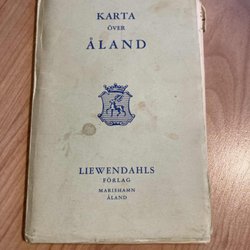 KARTA
ÖVER
ÅLAND
LIEWENDAHLS
FÖRLAG
MARIEHAMN
ÅLAND